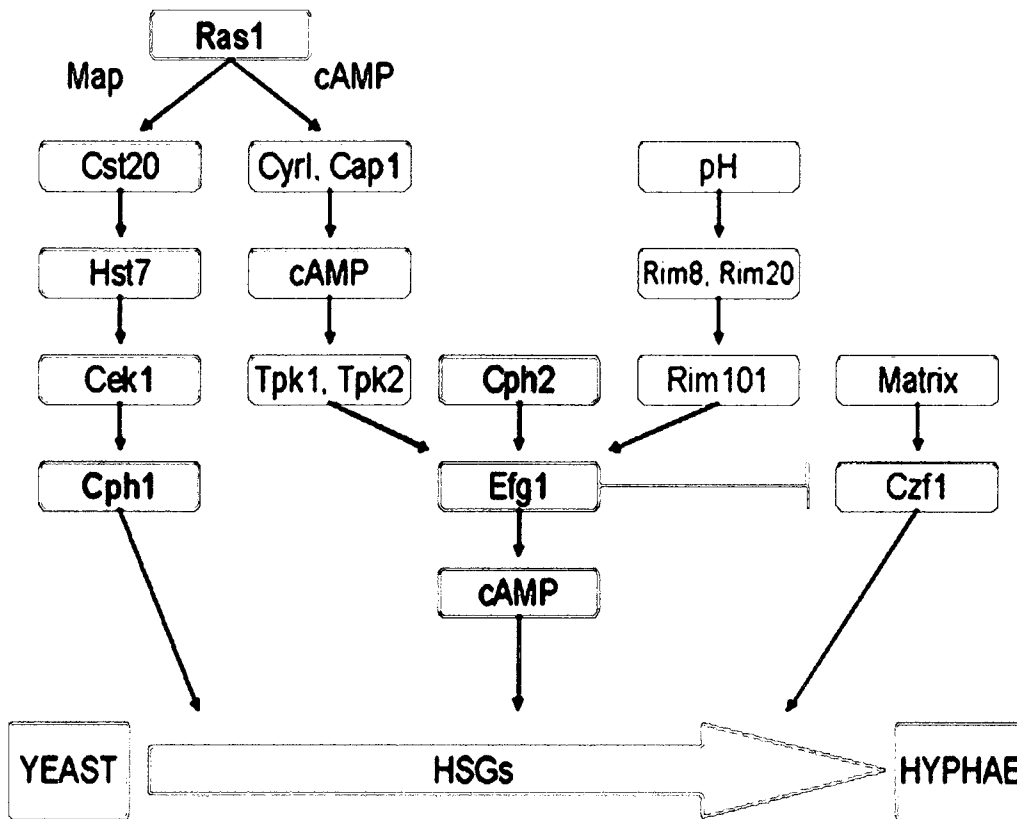 Ras1
Map
cAMP
Cst20
Cyrl, Cap1
pH
Hst7
cAMP
Rim8, Rim20
Cek1
Tpk1, Tpk2
Cph2
Rim101
Matrix
Cph1
Efg1
Czf1
cAMP
YEAST
HSGs
HYPHAE